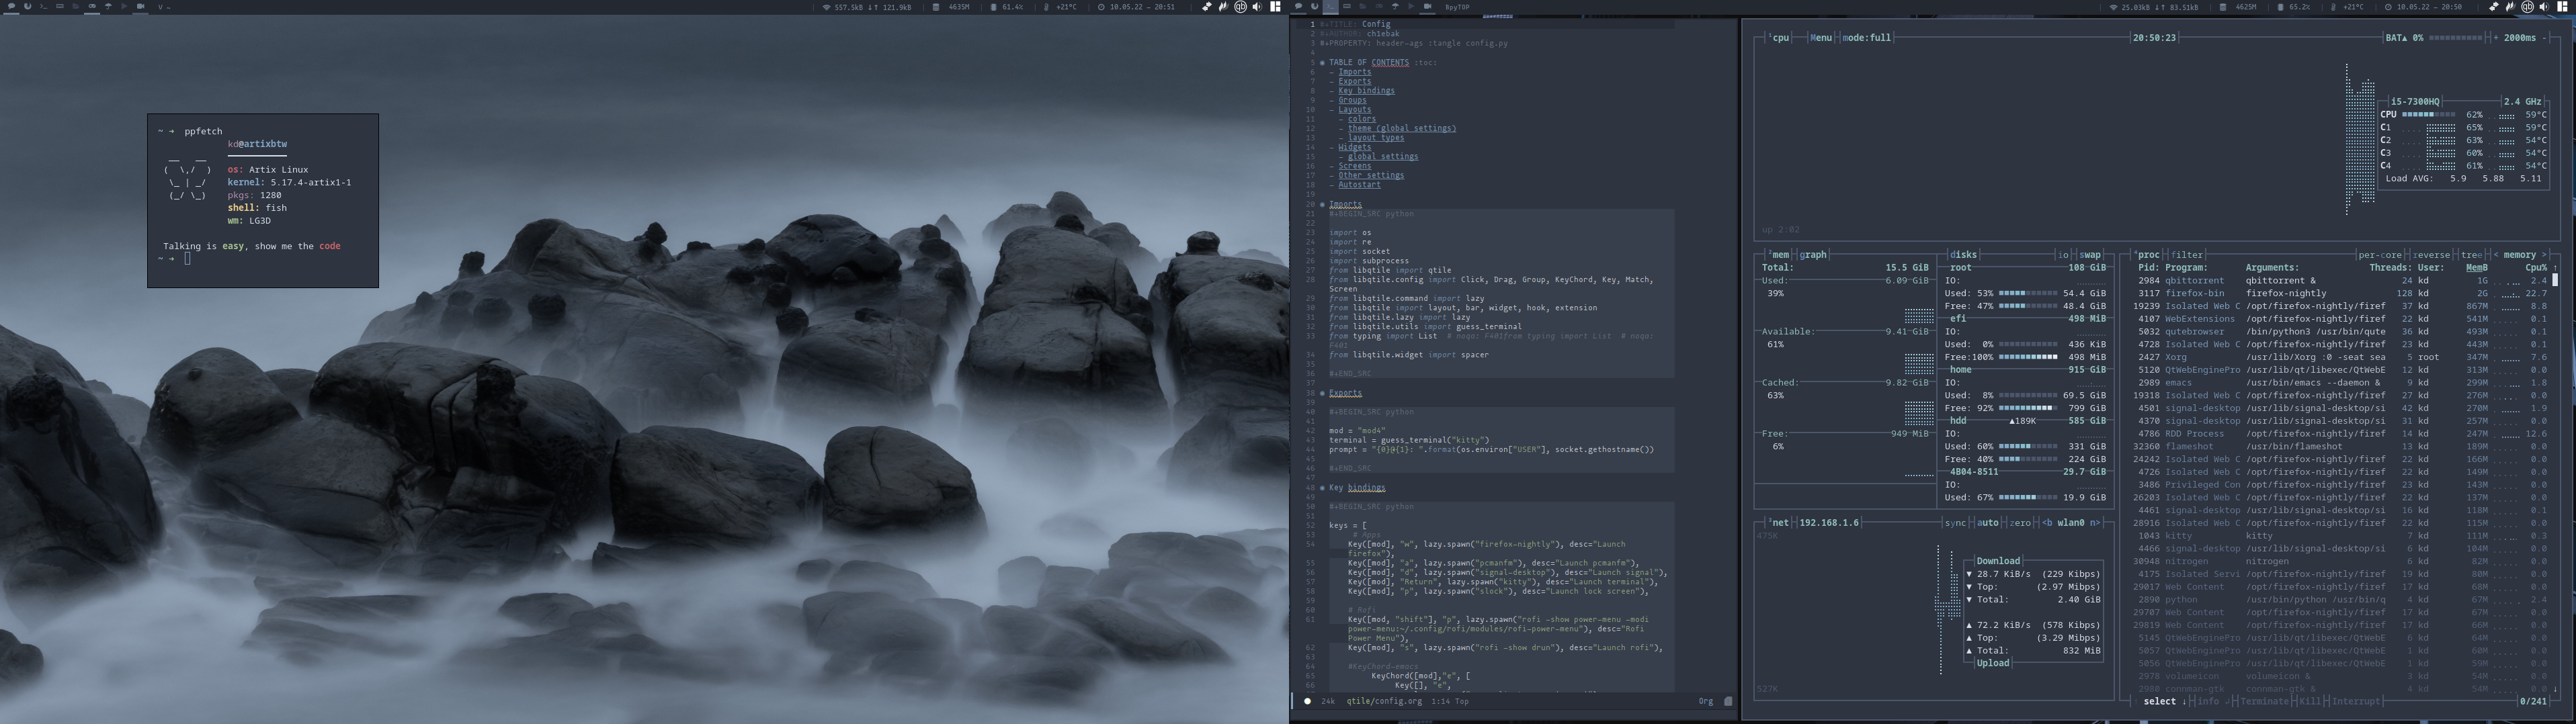 V ~
557.5kB ↓↑ 121.9kB
4635M
61.4%
+21°C
10.05.22 – 20:51
~ → ppfetch
kd@artixbtw
os: Artix Linux
kernel: 5.17.4-artix1-1
pkgs: 1280
shell: fish
wm: LG3D
Talking is easy, show me the code
~ →
BpyTOP
25.03kB ↓↑ 83.51kB
4625M
65.2%
+21°C
10.05.22 – 20:50
1 #+TITLE: Config
2 #+AUTHOR: ch1ebak
3 #+PROPERTY: header-ags :tangle config.py
4
5 ◉ TABLE OF CONTENTS :toc:
6 – Imports
7 – Exports
8 – Key bindings
9 – Groups
10 – Layouts
11 – colors
12 – theme (global settings)
13 – layout types
14 – Widgets
15 – global settings
16 – Screens
17 – Other settings
18 – Autostart
19
20 ◉ Imports
21 #+BEGIN_SRC python
22
23 import os
24 import re
25 import socket
26 import subprocess
27 from libqtile import qtile
28 from libqtile.config import Click, Drag, Group, KeyChord, Key, Match,
Screen
29 from libqtile.command import lazy
30 from libqtile import layout, bar, widget, hook, extension
31 from libqtile.lazy import lazy
32 from libqtile.utils import guess_terminal
33 from typing import List # noqa: F401from typing import List # noqa:
F401
34 from libqtile.widget import spacer
35
36 #+END_SRC
37
38 ◉ Exports
39
40 #+BEGIN_SRC python
41
42 mod = "mod4"
43 terminal = guess_terminal("kitty")
44 prompt = "{0}@{1}: ".format(os.environ["USER"], socket.gethostname())
45
46 #+END_SRC
47
48 ◉ Key bindings
49
50 #+BEGIN_SRC python
51
52 keys = [
53 # Apps
54 Key([mod], "w", lazy.spawn("firefox-nightly"), desc="Launch
firefox"),
55 Key([mod], "a", lazy.spawn("pcmanfm"), desc="Launch pcmanfm"),
56 Key([mod], "d", lazy.spawn("signal-desktop"), desc="Launch signal"),
57 Key([mod], "Return", lazy.spawn("kitty"), desc="Launch terminal"),
58 Key([mod], "p", lazy.spawn("slock"), desc="Launch lock screen"),
59
60 # Rofi
61 Key([mod, "shift"], "p", lazy.spawn("rofi -show power-menu -modi
power-menu:~/.config/rofi/modules/rofi-power-menu"), desc="Rofi
Power Menu"),
62 Key([mod], "s", lazy.spawn("rofi -show drun"), desc="Launch rofi"),
63
64 #KeyChord-emacs
65 KeyChord([mod],"e", [
66 Key([], "e",
24k qtile/config.org 1:14 Top Org
¹cpu Menu mode:full 20:50:23 BAT▲ 0% + 2000ms -
i5-7300HQ 2.4 GHz
CPU 62% 59°C
C1 65% 59°C
C2 63% 54°C
C3 60% 54°C
C4 61% 54°C
Load AVG: 5.9 5.88 5.11
up 2:02
²mem graph
Total: 15.5 GiB
Used: 6.09 GiB
39%
Available: 9.41 GiB
61%
Cached: 9.82 GiB
63%
Free: 949 MiB
6%
disks io swap
root 108 GiB
IO:
Used: 53% 54.4 GiB
Free: 47% 48.4 GiB
efi 498 MiB
IO:
Used: 0% 436 KiB
Free:100% 498 MiB
home 915 GiB
IO:
Used: 8% 69.5 GiB
Free: 92% 799 GiB
hdd ▲189K 585 GiB
IO:
Used: 60% 331 GiB
Free: 40% 224 GiB
4B04-8511 29.7 GiB
IO:
Used: 67% 19.9 GiB
³net 192.168.1.6 sync auto zero <b wlan0 n>
475K
Download
▼ 28.7 KiB/s (229 Kibps)
▼ Top: (2.97 Mibps)
▼ Total: 2.40 GiB
▲ 72.2 KiB/s (578 Kibps)
▲ Top: (3.29 Mibps)
▲ Total: 832 MiB
Upload
527K
⁴proc filter per-core reverse tree < memory >
Pid: Program: Arguments: Threads: User: MemB Cpu% ↑
2984 qbittorrent qbittorrent & 24 kd 1G 2.4
3117 firefox-bin firefox-nightly 128 kd 2G 22.7
19239 Isolated Web C /opt/firefox-nightly/firef 37 kd 867M 8.8
4107 WebExtensions /opt/firefox-nightly/firef 22 kd 541M 0.1
5032 qutebrowser /bin/python3 /usr/bin/qute 36 kd 493M 0.1
4728 Isolated Web C /opt/firefox-nightly/firef 23 kd 443M 0.1
2427 Xorg /usr/lib/Xorg :0 -seat sea 5 root 347M 7.6
5120 QtWebEnginePro /usr/lib/qt/libexec/QtWebE 12 kd 313M 0.0
2989 emacs /usr/bin/emacs --daemon & 9 kd 299M 1.8
19318 Isolated Web C /opt/firefox-nightly/firef 27 kd 276M 0.0
4501 signal-desktop /usr/lib/signal-desktop/si 42 kd 270M 1.9
4370 signal-desktop /usr/lib/signal-desktop/si 31 kd 257M 0.0
4786 RDD Process /opt/firefox-nightly/firef 14 kd 247M 12.6
32360 flameshot /usr/bin/flameshot 13 kd 189M 0.0
24242 Isolated Web C /opt/firefox-nightly/firef 22 kd 166M 0.0
4726 Isolated Web C /opt/firefox-nightly/firef 22 kd 149M 0.0
3486 Privileged Con /opt/firefox-nightly/firef 23 kd 143M 0.0
26203 Isolated Web C /opt/firefox-nightly/firef 22 kd 137M 0.0
4461 signal-desktop /usr/lib/signal-desktop/si 16 kd 118M 0.1
28916 Isolated Web C /opt/firefox-nightly/firef 22 kd 115M 0.0
1043 kitty kitty 7 kd 111M 0.3
4466 signal-desktop /usr/lib/signal-desktop/si 6 kd 104M 0.0
30948 nitrogen nitrogen 6 kd 82M 0.0
4175 Isolated Servi /opt/firefox-nightly/firef 19 kd 80M 0.0
29017 Web Content /opt/firefox-nightly/firef 17 kd 68M 0.0
2890 python /usr/bin/python /usr/bin/q 4 kd 67M 2.4
29707 Web Content /opt/firefox-nightly/firef 17 kd 67M 0.0
29819 Web Content /opt/firefox-nightly/firef 17 kd 66M 0.0
5145 QtWebEnginePro /usr/lib/qt/libexec/QtWebE 6 kd 64M 0.0
5057 QtWebEnginePro /usr/lib/qt/libexec/QtWebE 1 kd 60M 0.0
5056 QtWebEnginePro /usr/lib/qt/libexec/QtWebE 1 kd 59M 0.0
2978 volumeicon volumeicon & 4 kd 54M 0.0
2980 connman-gtk connman-gtk & 4 kd 54M 0.0 ↓
select ↓ info Terminate Kill Interrupt 0/241